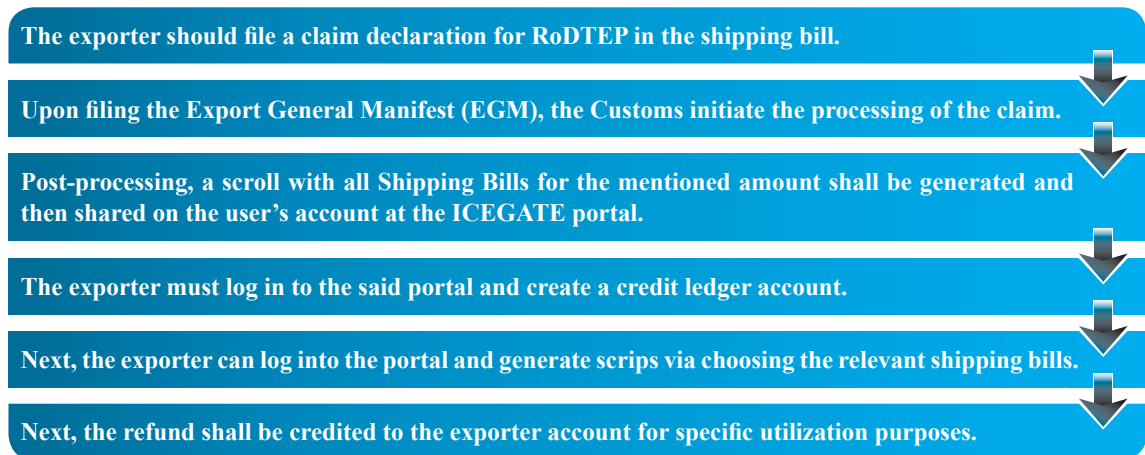 The exporter should file a claim declaration for RoDTEP in the shipping bill.
Upon filing the Export General Manifest (EGM), the Customs initiate the processing of the claim.
Post-processing, a scroll with all Shipping Bills for the mentioned amount shall be generated and
then shared on the user's account at the ICEGATE portal.
The exporter must log in to the said portal and create a credit ledger account.
Next, the exporter can log into the portal and generate scrips via choosing the relevant shipping bills.
Next, the refund shall be credited to the exporter account for specific utilization purposes.